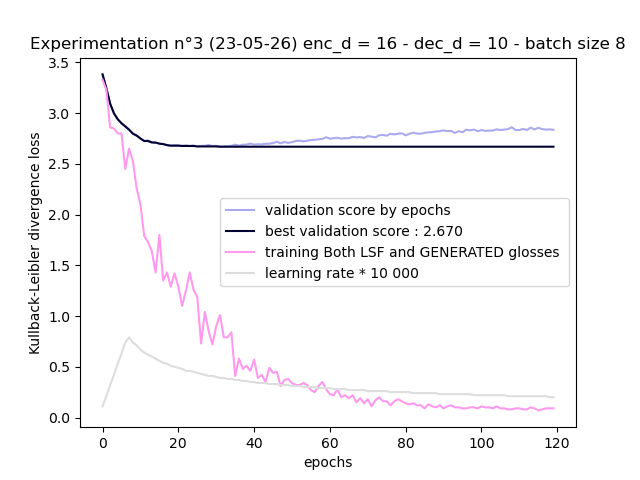 Experimentation n°3 (23-05-26) enc_d = 16 - dec_d = 10 - batch size 8
3.5
3.0
2.5
2.0
1.5
1.0
0.5
0.0
Kullback-Leibler divergence loss
validation score by epochs
best validation score : 2.670
training Both LSF and GENERATED glosses
learning rate * 10 000
0 20 40 60 80 100 120
epochs